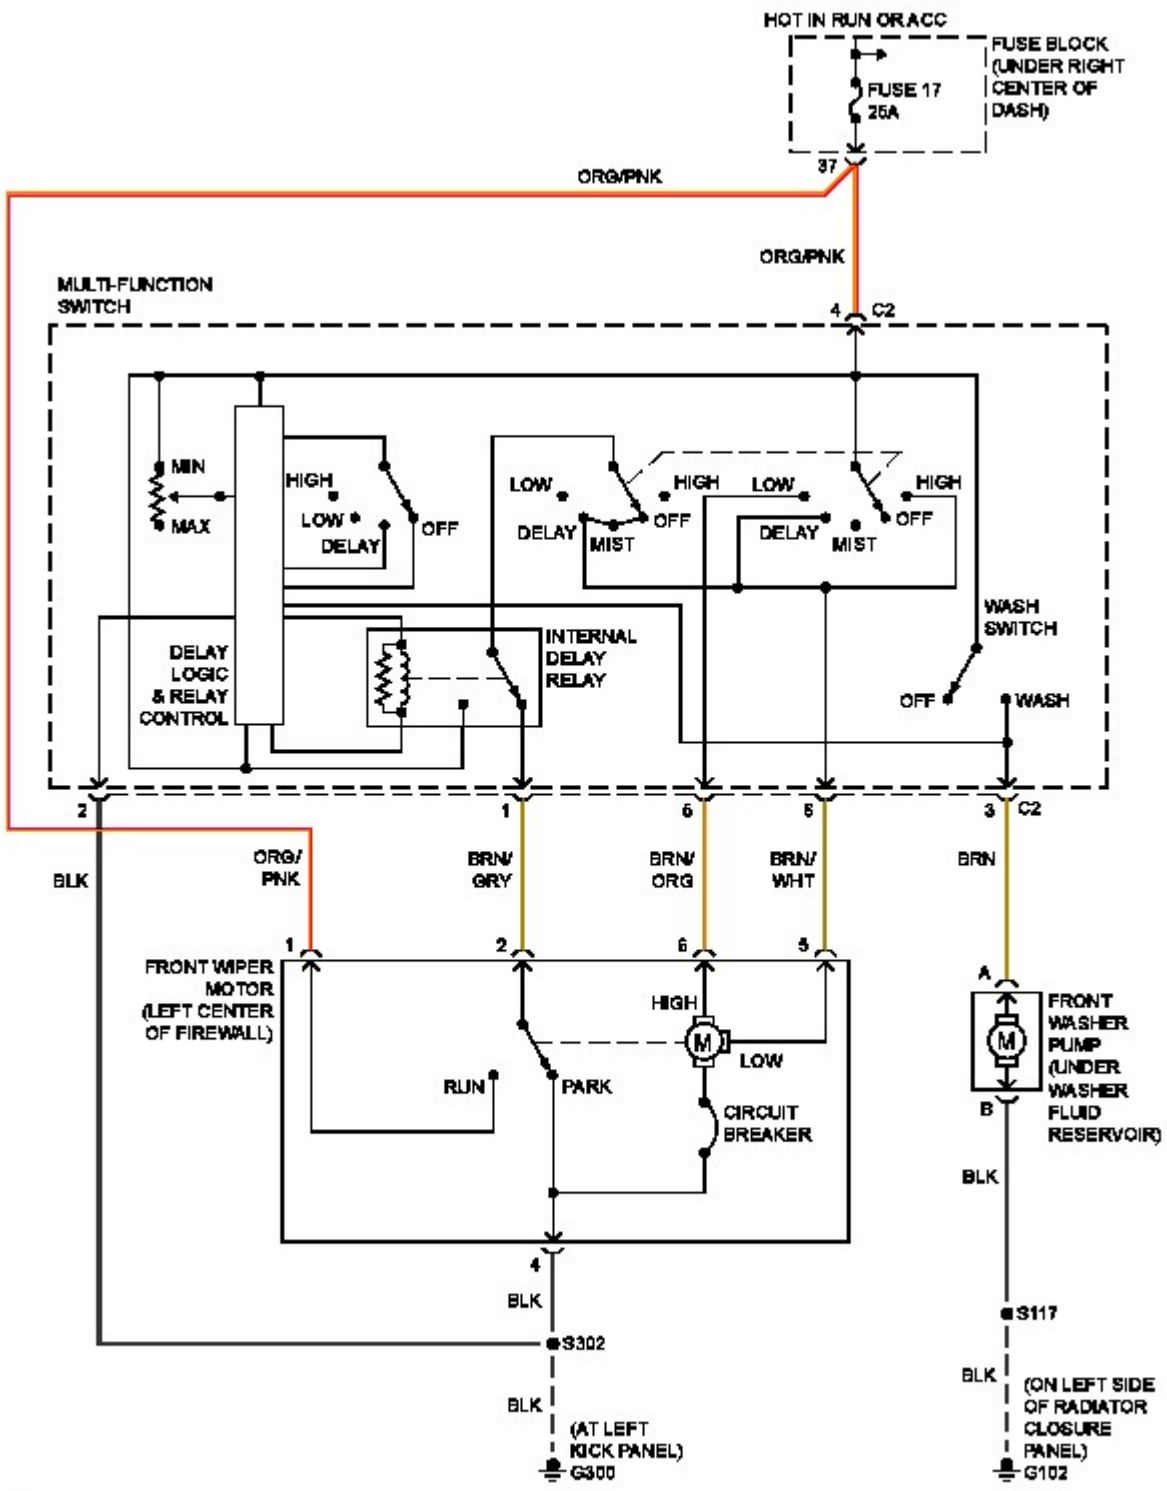 HOT IN RUN OR ACC
FUSE BLOCK
(UNDER RIGHT
CENTER OF
DASH)
FUSE 17
25A
37
ORG/PNK
ORG/PNK
MULTI-FUNCTION
SWITCH
4 C2
MIN
MAX
HIGH
LOW
DELAY
OFF
LOW
HIGH
DELAY
OFF
MIST
LOW
HIGH
DELAY
OFF
MIST
WASH
SWITCH
OFF
WASH
DELAY
LOGIC
& RELAY
CONTROL
INTERNAL
DELAY
RELAY
2
1
5
6
3 C2
BLK
ORG/
PNK
BRN/
GRY
BRN/
ORG
BRN/
WHT
BRN
1
2
6
5
A
FRONT WIPER
MOTOR
(LEFT CENTER
OF FIREWALL)
HIGH
M
LOW
RUN
PARK
CIRCUIT
BREAKER
M
FRONT
WASHER
PUMP
(UNDER
WASHER
FLUID
RESERVOIR)
B
BLK
4
BLK
S302
S117
BLK
BLK
(AT LEFT
KICK PANEL)
G300
(ON LEFT SIDE
OF RADIATOR
CLOSURE
PANEL)
G102